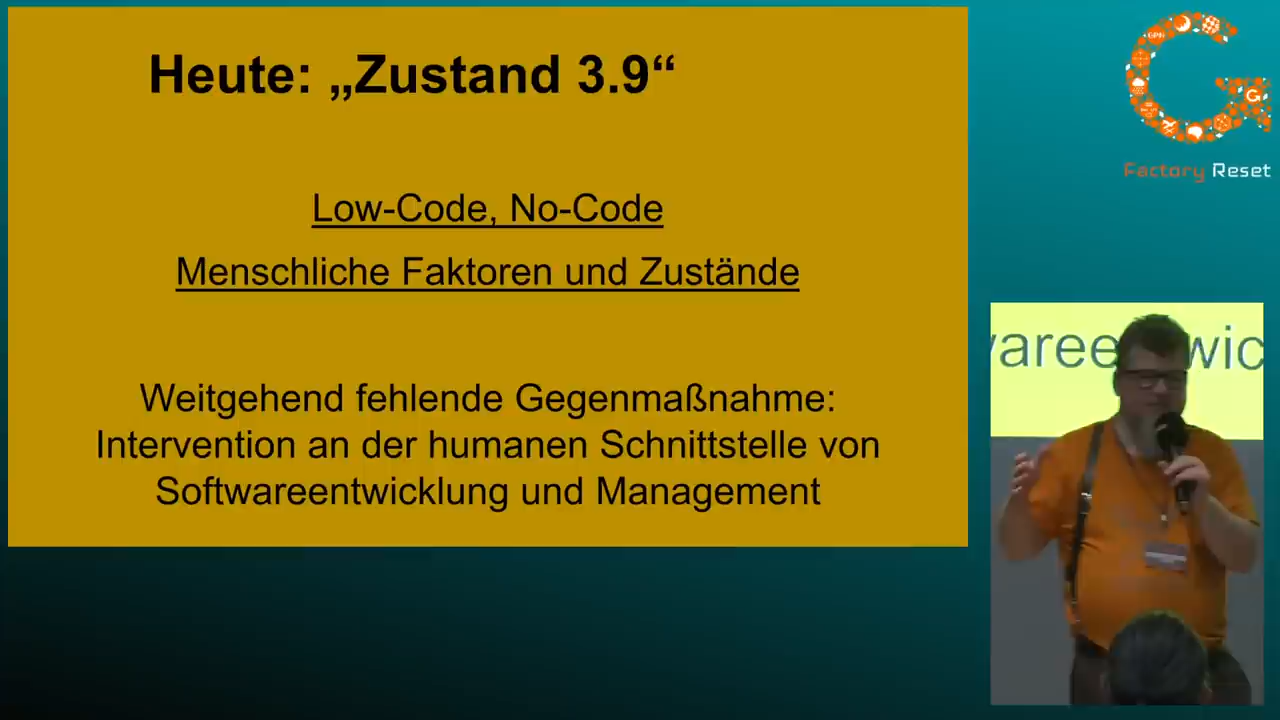 Heute: „Zustand 3.9“
Low-Code, No-Code
Menschliche Faktoren und Zustände
Weitgehend fehlende Gegenmaßnahme:
Intervention an der humanen Schnittstelle von
Softwareentwicklung und Management
Factory Reset